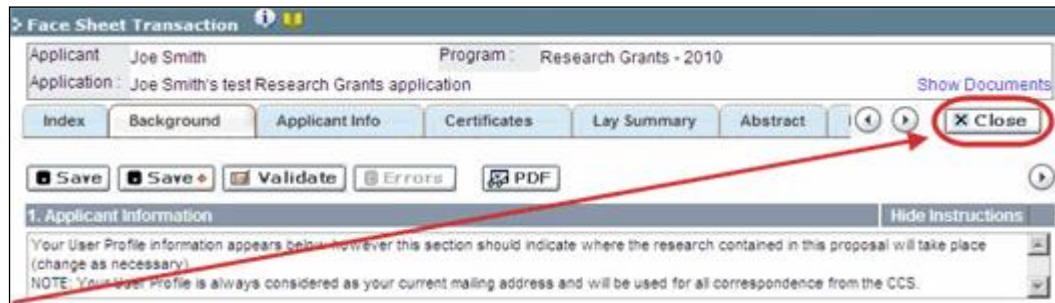 Face Sheet Transaction
Applicant Joe Smith Program : Research Grants - 2010
Application : Joe Smith's test Research Grants application Show Documents
Index Background Applicant Info Certificates Lay Summary Abstract Close
Save Save Validate Errors PDF
1. Applicant Information Hide Instructions
Your User Profile information appears below, however this section should indicate where the research contained in this proposal will take place
(change as necessary)
NOTE: Your User Profile is always considered as your current mailing address and will be used for all correspondence from the CCS.